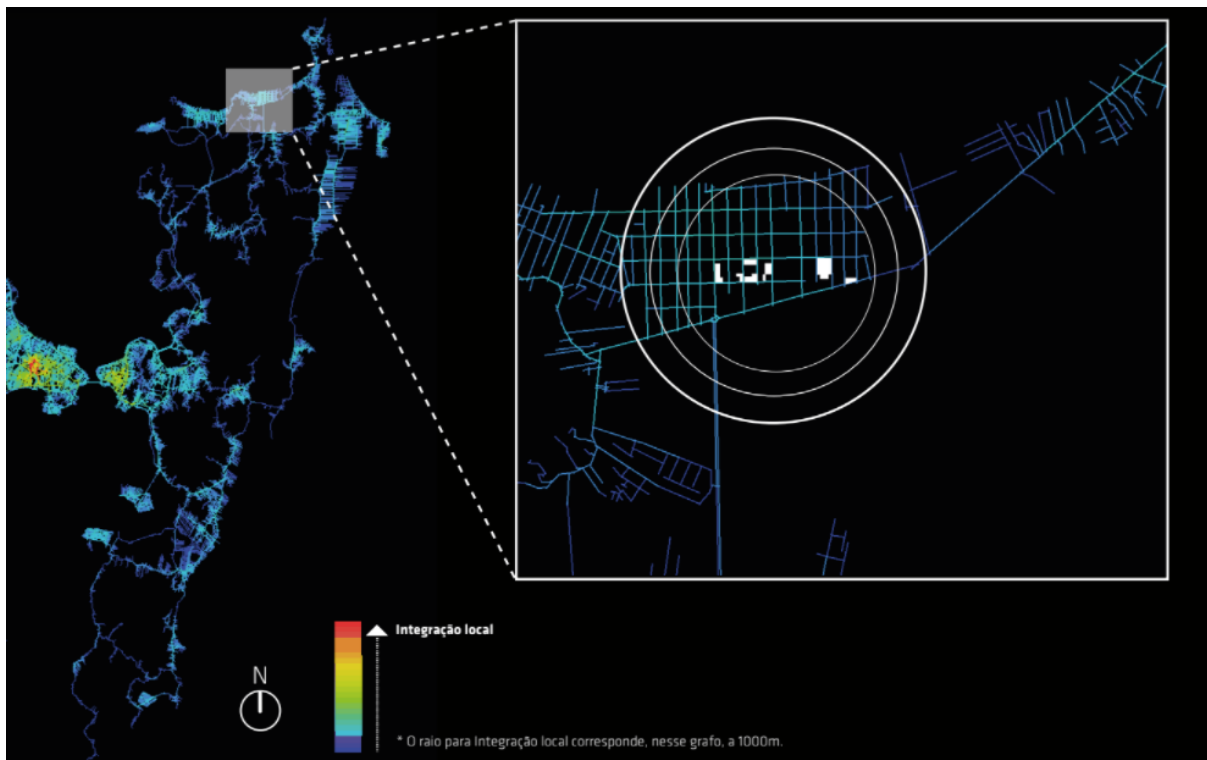 Integração local
N
* O raio para Integração local corresponde, nesse grafo, a 1000m.